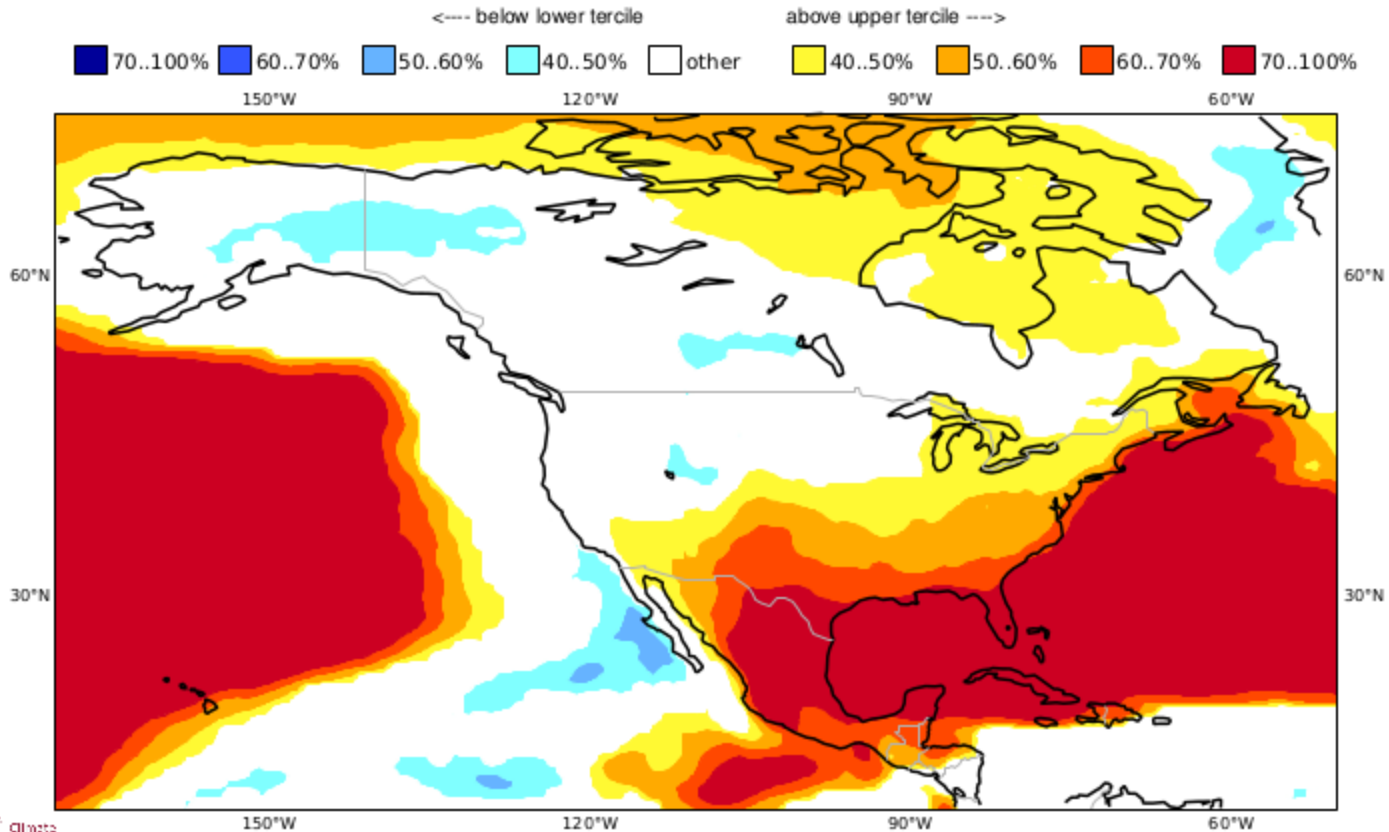 <---- below lower tercile above upper tercile ---->
70..100% 60..70% 50..60% 40..50% other 40..50% 50..60% 60..70% 70..100%
150°W 120°W 90°W 60°W
60°N 60°N
30°N 30°N
Climate
150°W 120°W 90°W 60°W